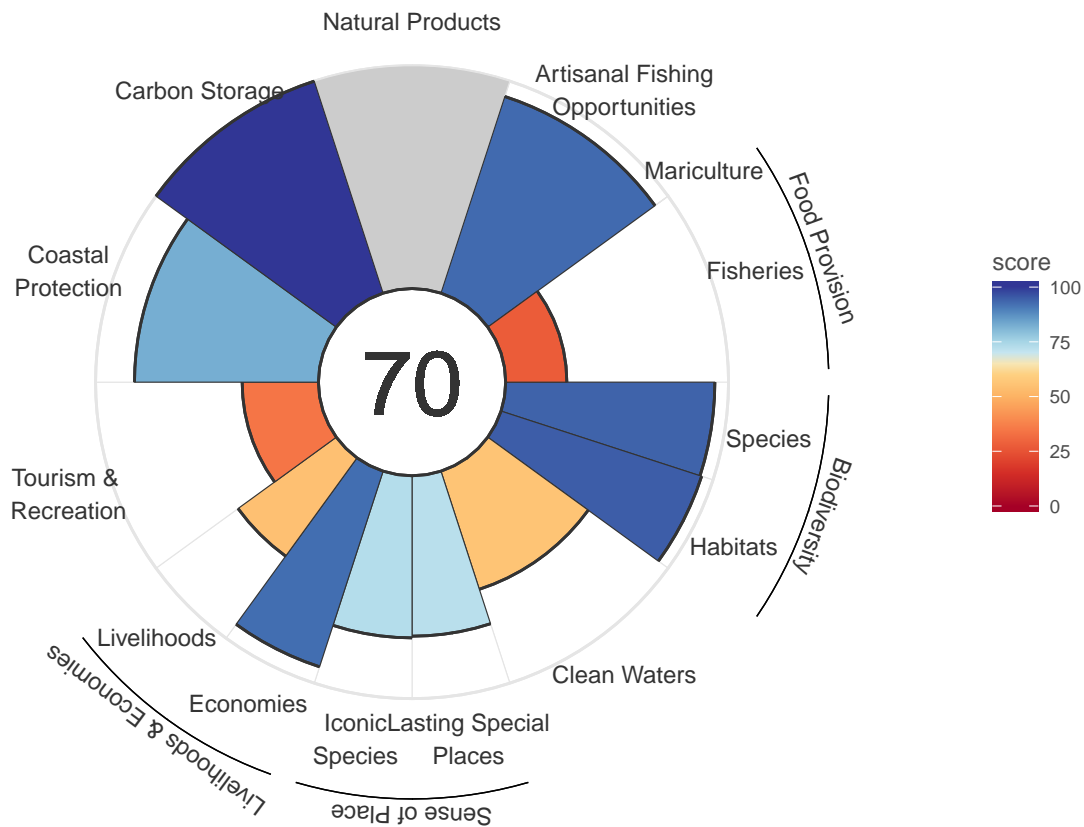 Natural Products
Artisanal Fishing
Opportunities
Carbon Storage
Mariculture
Food Provision
Fisheries
Coastal
Protection
score
100
75
50
25
0
70
Species
Biodiversity
Habitats
Tourism &
Recreation
Livelihoods
Clean Waters
Economies
Livelihoods & Economies
Iconic
Species
Lasting Special
Places
Sense of Place